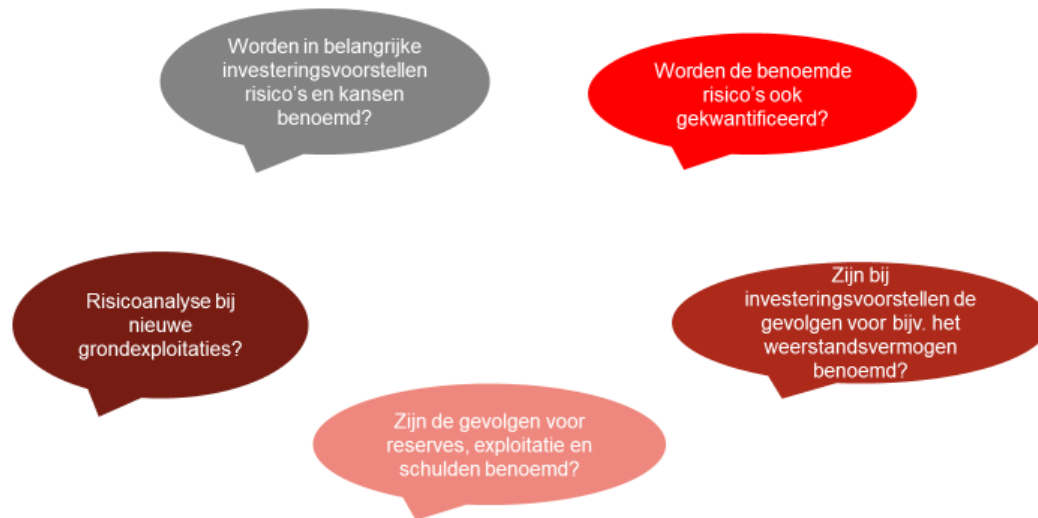 Worden in belangrijke
investeringsvoorstellen
risico's en kansen
benoemd?
Worden de benoemde
risico's ook
gekwantificeerd?
Risicoanalyse bij
nieuwe
grondexploitaties?
Zijn bij
investeringsvoorstellen de
gevolgen voor bijv. het
weerstandsvermogen
benoemd?
Zijn de gevolgen voor
reserves, exploitatie en
schulden benoemd?